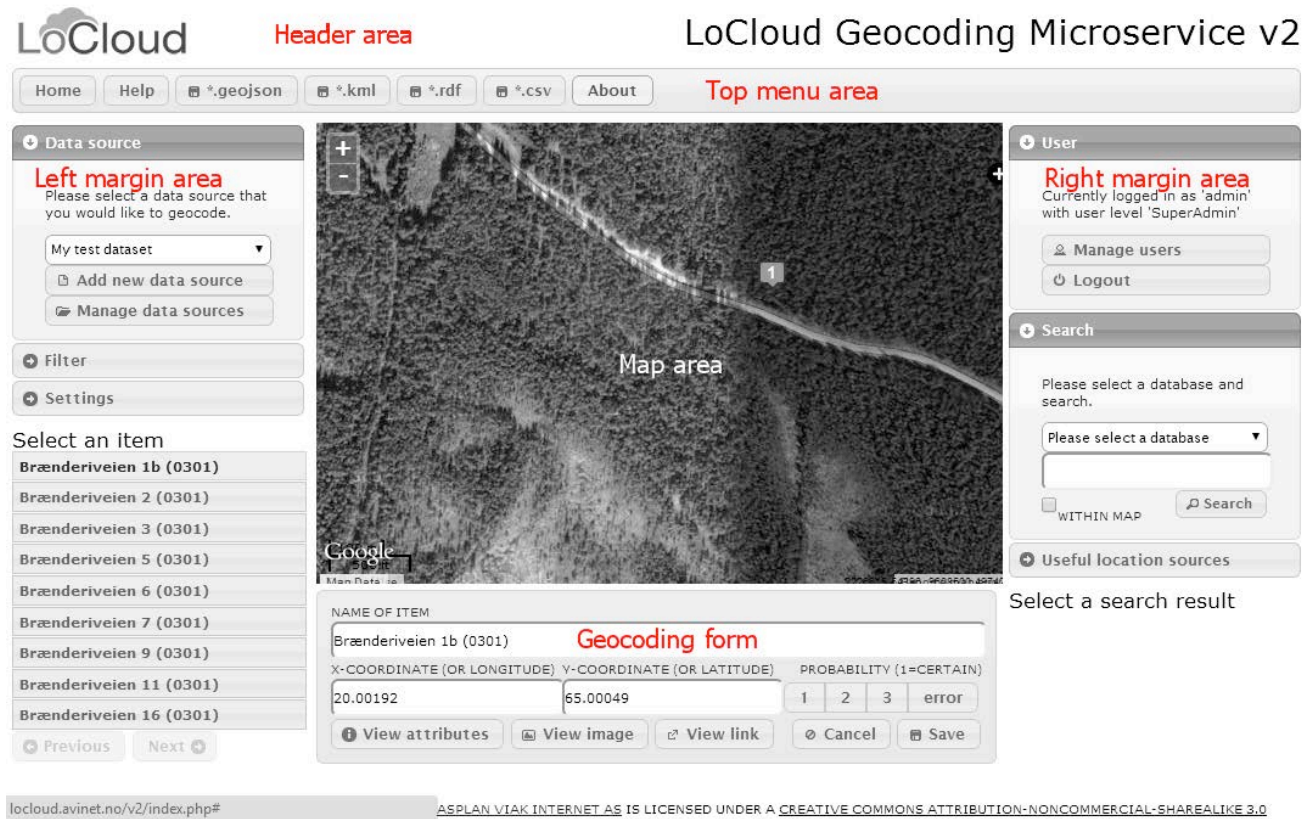 LoCloud
Header area
LoCloud Geocoding Microservice v2
Home
Help
*.geojson
*.kml
*.rdf
*.csv
About
Top menu area
Data source
Left margin area
Please select a data source that
you would like to geocode.
My test dataset
Add new data source
Manage data sources
Filter
Settings
Select an item
Brænderiveien 1b (0301)
Brænderiveien 2 (0301)
Brænderiveien 3 (0301)
Brænderiveien 5 (0301)
Brænderiveien 6 (0301)
Brænderiveien 7 (0301)
Brænderiveien 9 (0301)
Brænderiveien 11 (0301)
Brænderiveien 16 (0301)
Previous
Next
+
-
1
Map area
Google
500 ft
Map Data
NAME OF ITEM
Brænderiveien 1b (0301)
Geocoding form
X-COORDINATE (OR LONGITUDE)
Y-COORDINATE (OR LATITUDE)
PROBABILITY (1=CERTAIN)
20.00192
65.00049
1
2
3
error
View attributes
View image
View link
Cancel
Save
+
User
Right margin area
Currently logged in as 'admin'
with user level 'SuperAdmin'
Manage users
Logout
Search
Please select a database and
search.
Please select a database
WITHIN MAP
Search
Useful location sources
Select a search result
locloud.avinet.no/v2/index.php#
ASPLAN VIAK INTERNET AS IS LICENSED UNDER A CREATIVE COMMONS ATTRIBUTION-NONCOMMERCIAL-SHAREALIKE 3.0